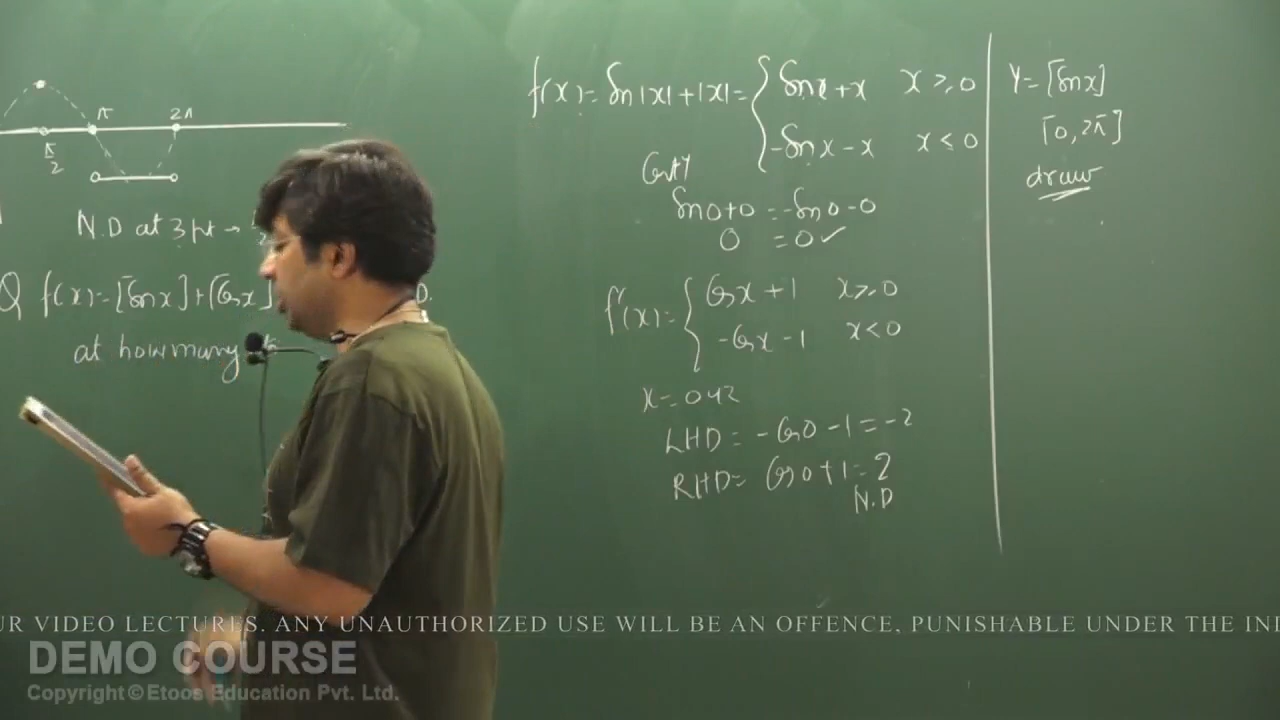 π
2π
π/2
N.D at 3 pt →
Q f(x)=[sin x]+[cos x] D.
at how many
f(x)= sin|x|+|x|= { sin x + x x ≥ 0
-sin x - x x < 0
Conty
sin 0+0 = -sin 0 - 0
0 = 0 ✓
f'(x)= { cos x + 1 x ≥ 0
-cos x - 1 x < 0
LHD = - cos 0 - 1 = -2
RHD = cos 0 + 1 = 2
N.D
Y= [sin x]
[0, 2π]
draw
UR VIDEO LECTURES. ANY UNAUTHORIZED USE WILL BE AN OFFENCE, PUNISHABLE UNDER THE IN
DEMO COURSE
Copyright © Etoos Education Pvt. Ltd.